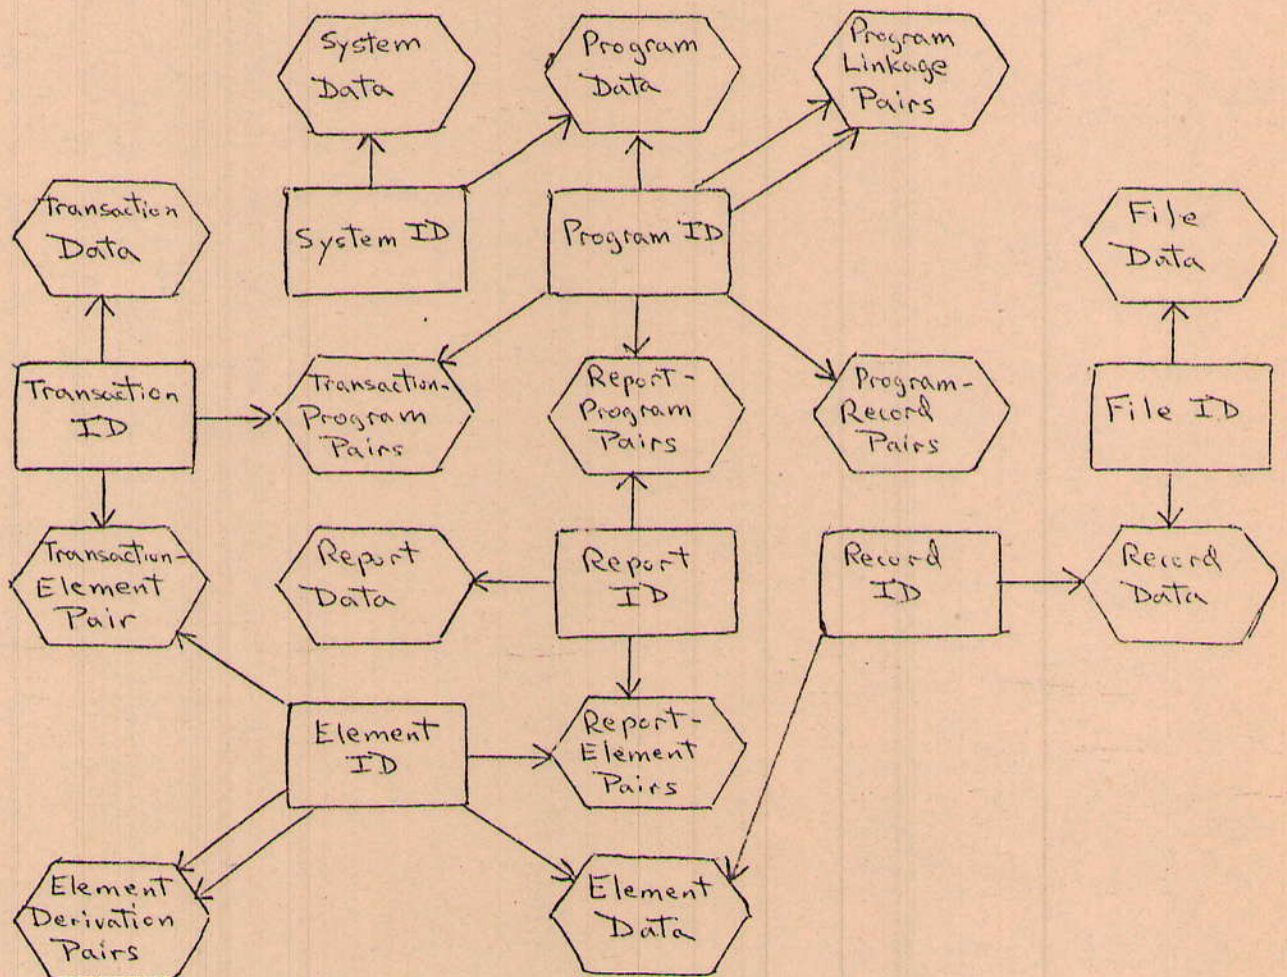 System
Data
Program
Data
Program
Linkage
Pairs
Transaction
Data
System ID
Program ID
File
Data
Transaction
ID
Transaction-
Program
Pairs
Report-
Program
Pairs
Program-
Record
Pairs
File ID
Transaction-
Element
Pair
Report
Data
Report
ID
Record
ID
Record
Data
Element
ID
Report-
Element
Pairs
Element
Derivation
Pairs
Element
Data